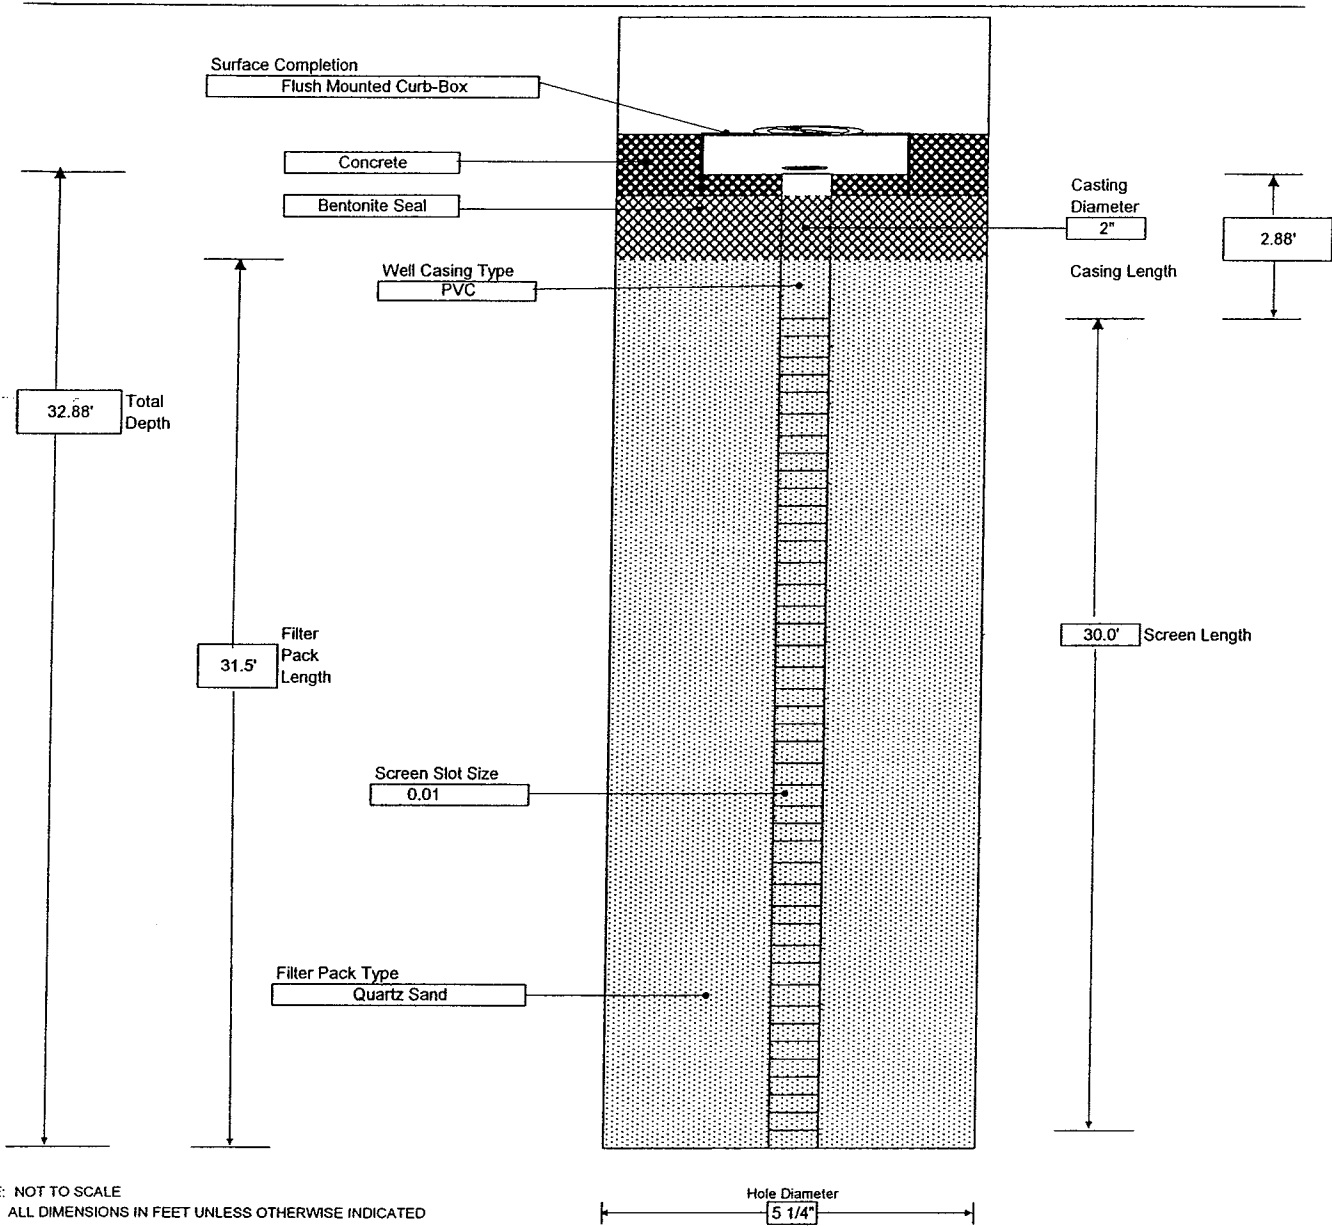 Surface Completion
Flush Mounted Curb-Box
Concrete
Bentonite Seal
Casting
Diameter
2"
2.88'
Casing Length
Well Casing Type
PVC
32.88'
Total
Depth
31.5'
Filter
Pack
Length
30.0'
Screen Length
Screen Slot Size
0.01
Filter Pack Type
Quartz Sand
: NOT TO SCALE
ALL DIMENSIONS IN FEET UNLESS OTHERWISE INDICATED
Hole Diameter
5 1/4"